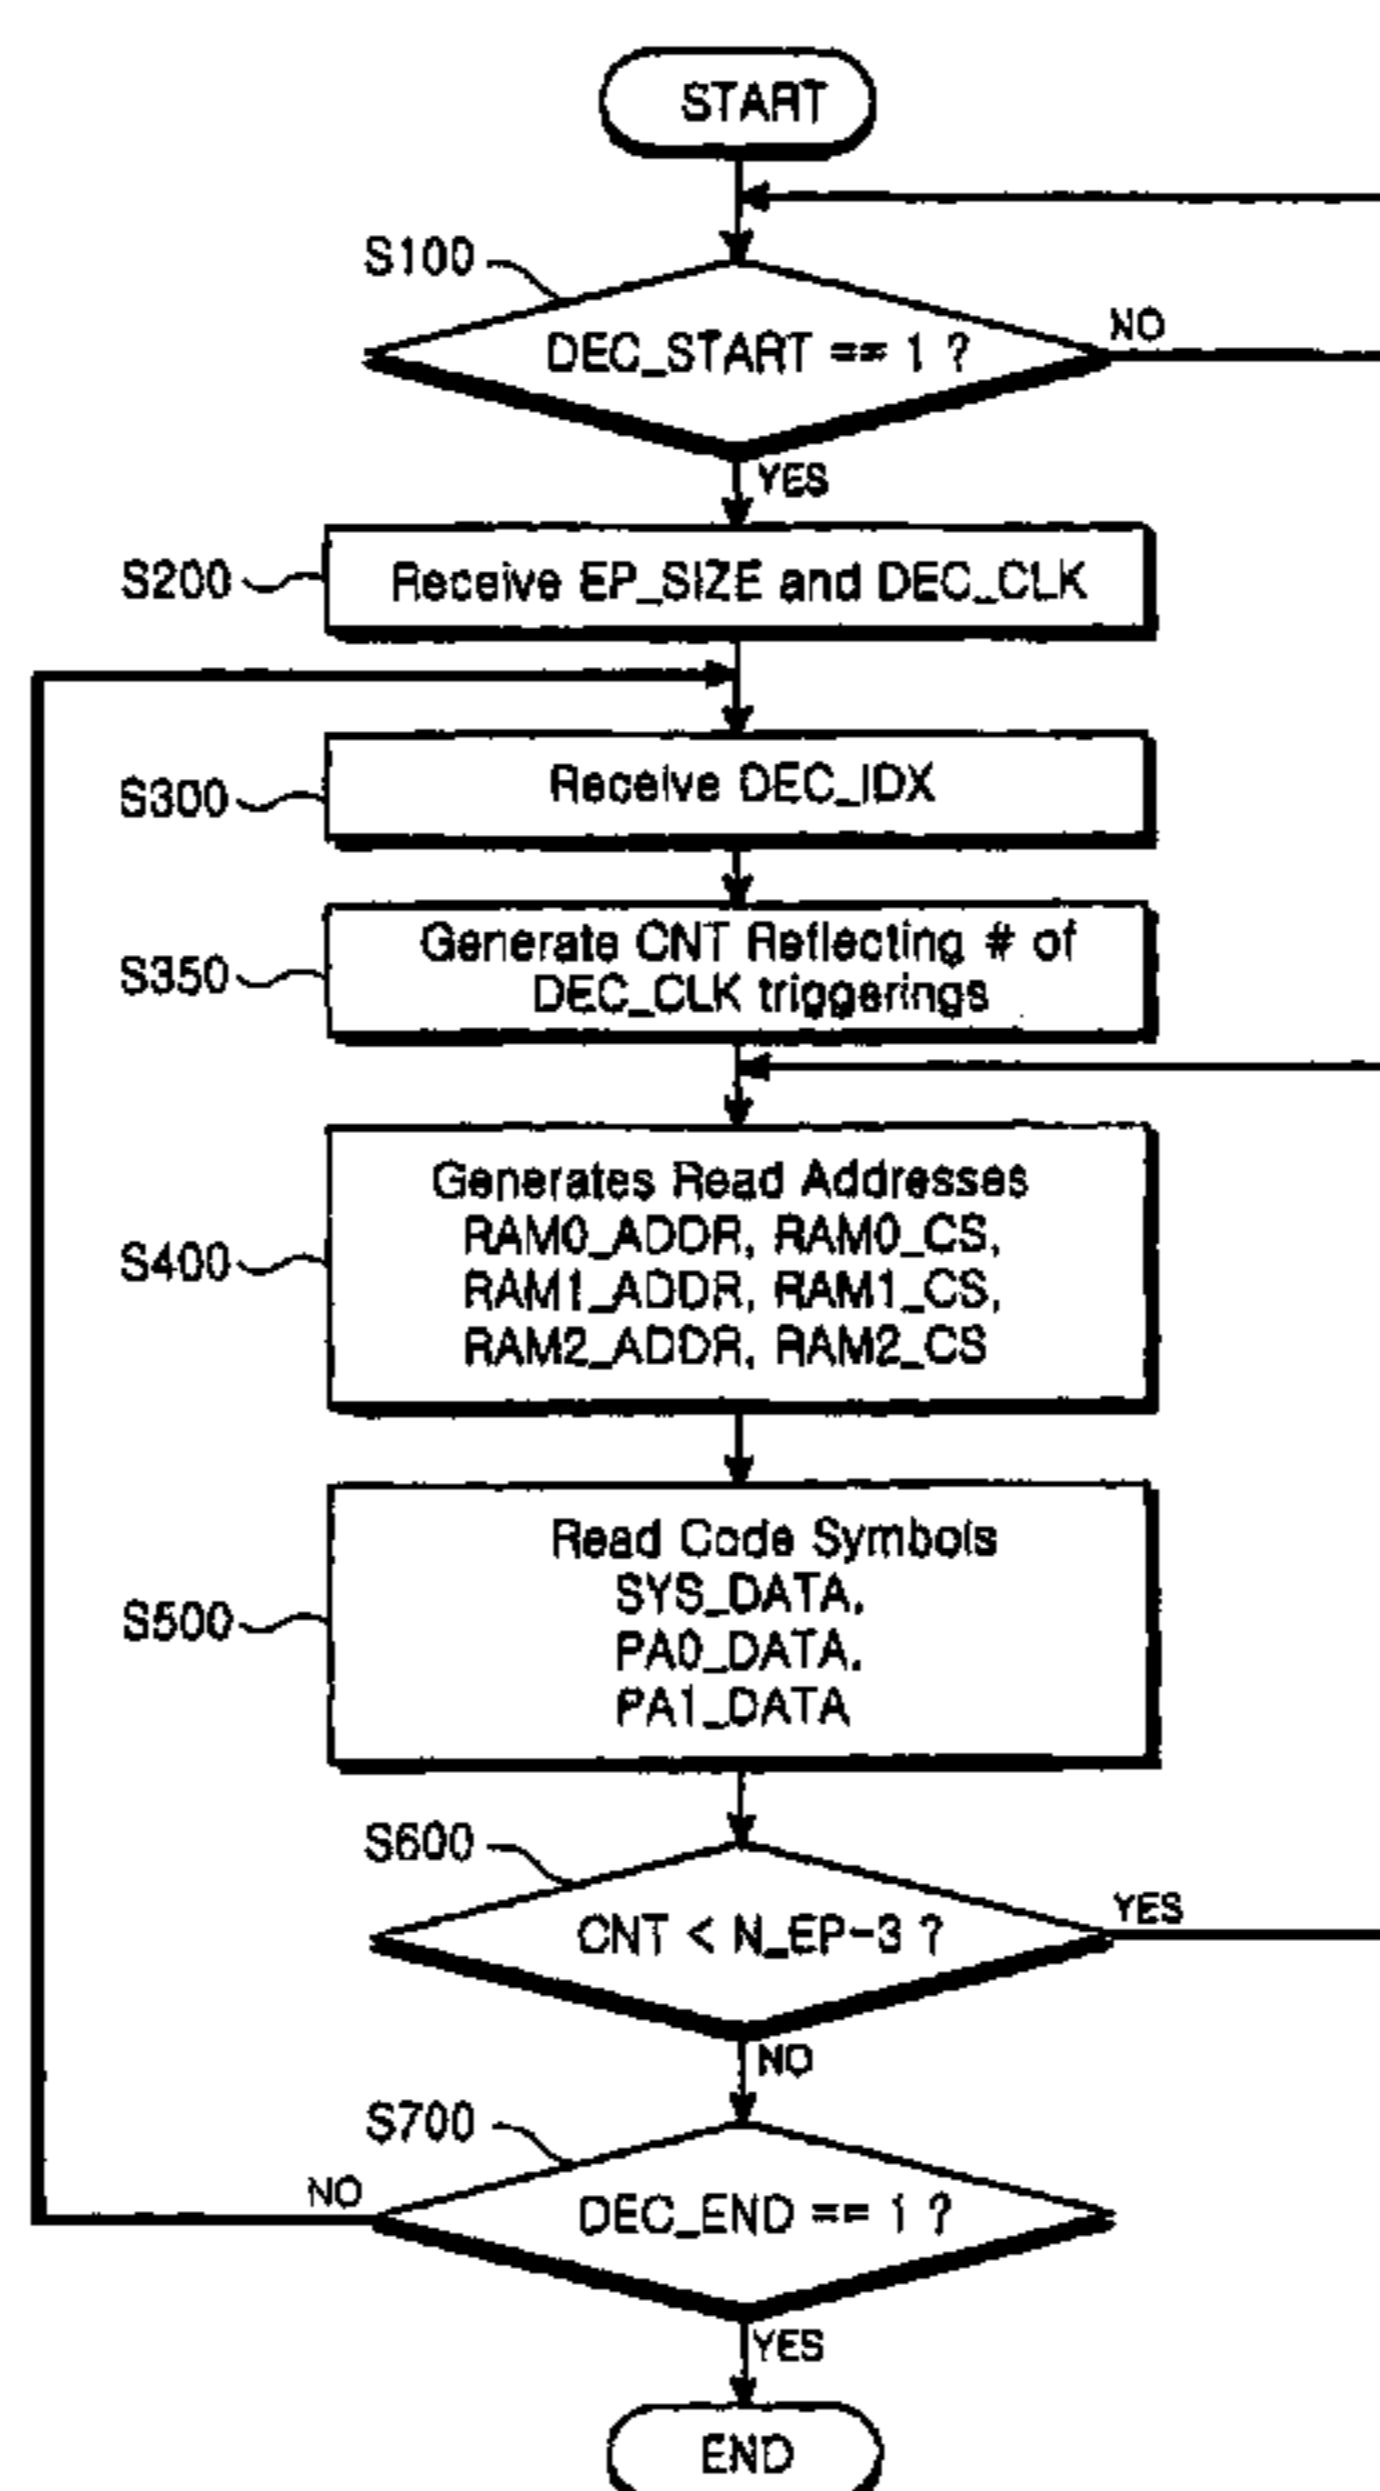 START
S100
DEC_START == 1 ?
NO
YES
S200
Receive EP_SIZE and DEC_CLK
S300
Receive DEC_IDX
S350
Generate CNT Reflecting # of
DEC_CLK triggerings
S400
Generates Read Addresses
RAM0_ADDR, RAM0_CS,
RAM1_ADDR, RAM1_CS,
RAM2_ADDR, RAM2_CS
S500
Read Code Symbols
SYS_DATA,
PA0_DATA,
PA1_DATA
S600
CNT < N_EP-3 ?
YES
NO
S700
NO
DEC_END == 1 ?
YES
END